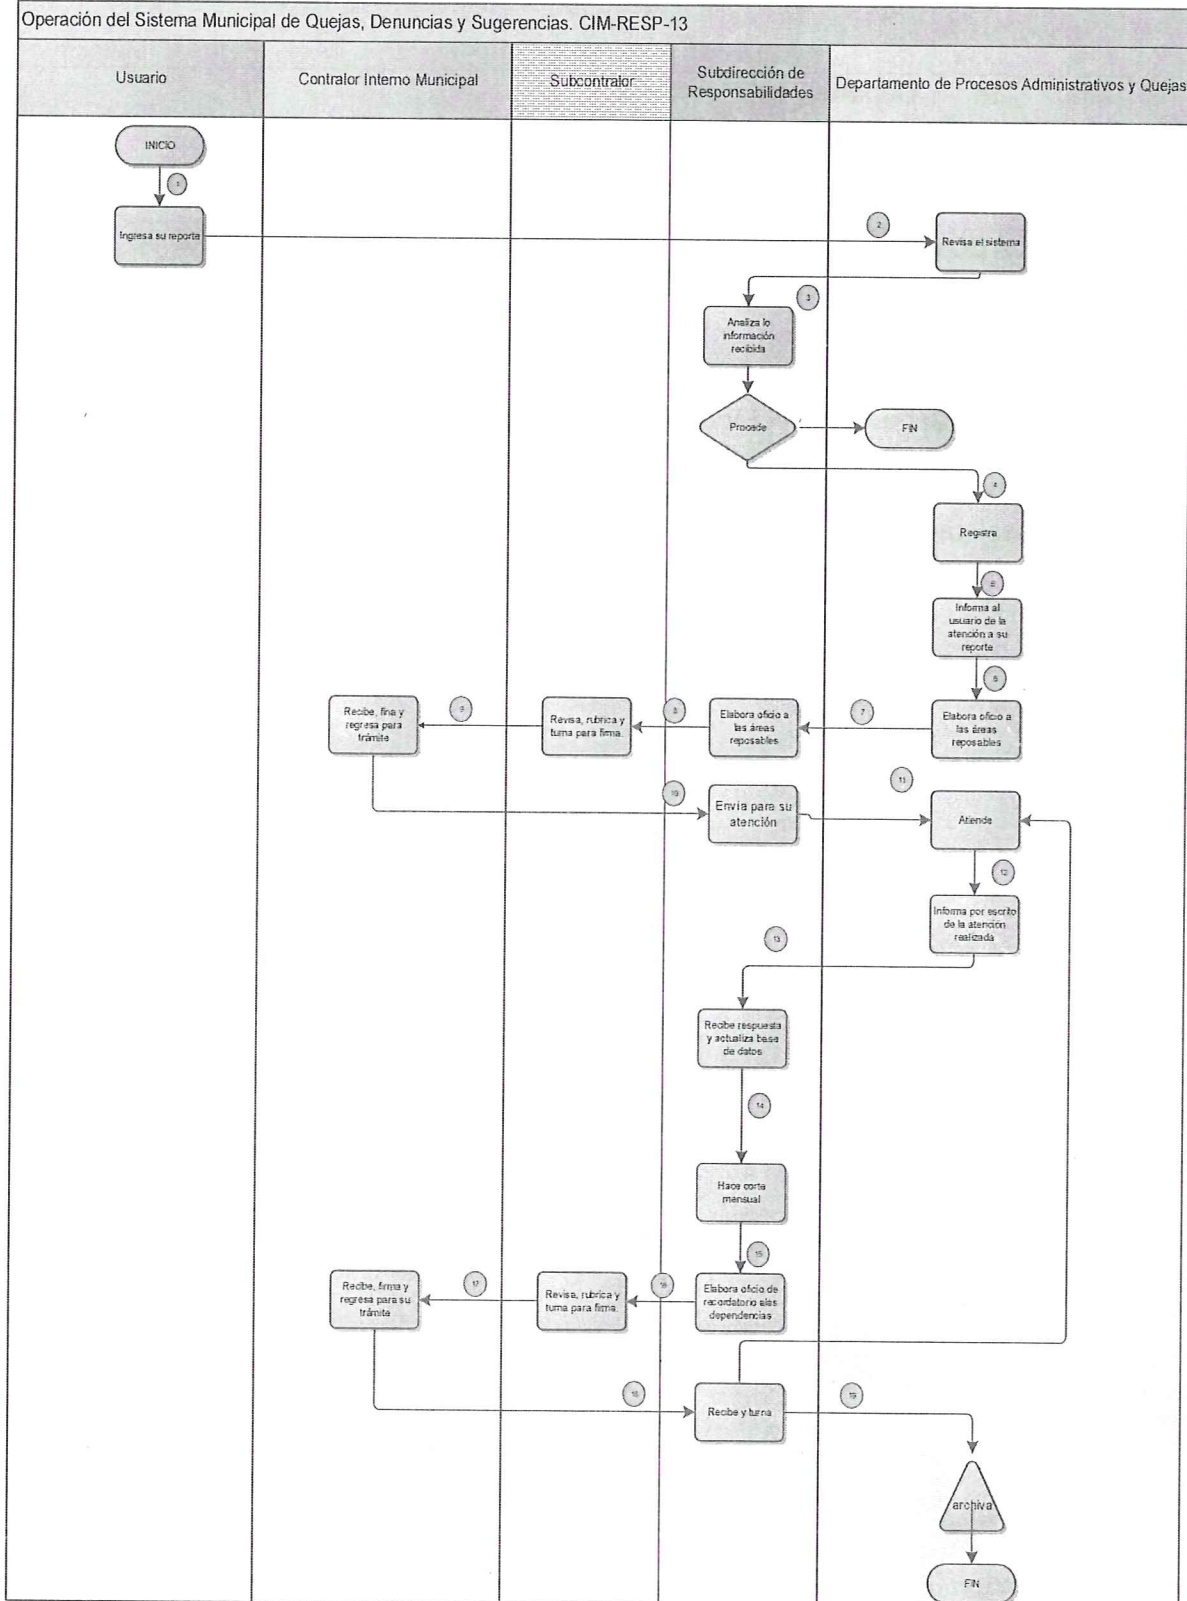 Operación del Sistema Municipal de Quejas, Denuncias y Sugerencias. CIM-RESP-13
Usuario
Contralor Interno Municipal
Subcontralor
Subdirección de
Responsabilidades
Departamento de Procesos Administrativos y Quejas
INICIO
1
Ingresa su reporte
2
Revisa el sistema
3
Analiza lo
información
recibida
Procede
FIN
4
Registra
5
Informa al
usuario de la
atención a su
reporte
6
Recibe, fina y
regresa para
trámite
9
Revisa, rubrica y
turna para firma.
8
Elabora oficio a
las áreas
reposables
7
Elabora oficio a
las áreas
reposables
10
Envía para su
atención
11
Atiende
12
Informa por escrito
de la atención
realizada
13
Recibe respuesta
y actualiza base
de datos
14
Hace corte
mensual
15
Recibe, firma y
regresa para su
trámite
17
Revisa, rubrica y
turna para firma.
16
Elabora oficio de
recordatorio alas
dependencias
18
Recibe y turna
19
archiva
FIN